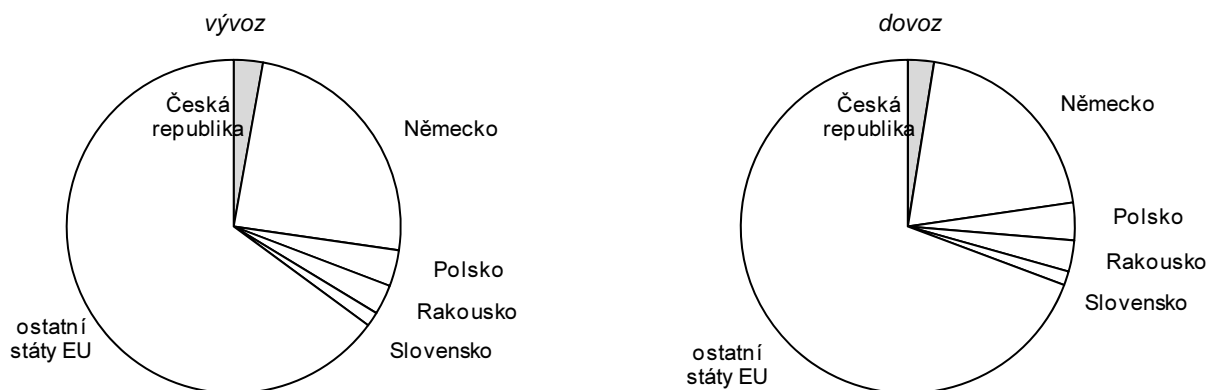 vývoz
Česká
republika
Německo
Polsko
Rakousko
Slovensko
ostatní
státy EU
dovoz
Česká
republika
Německo
Polsko
Rakousko
Slovensko
ostatní
státy EU